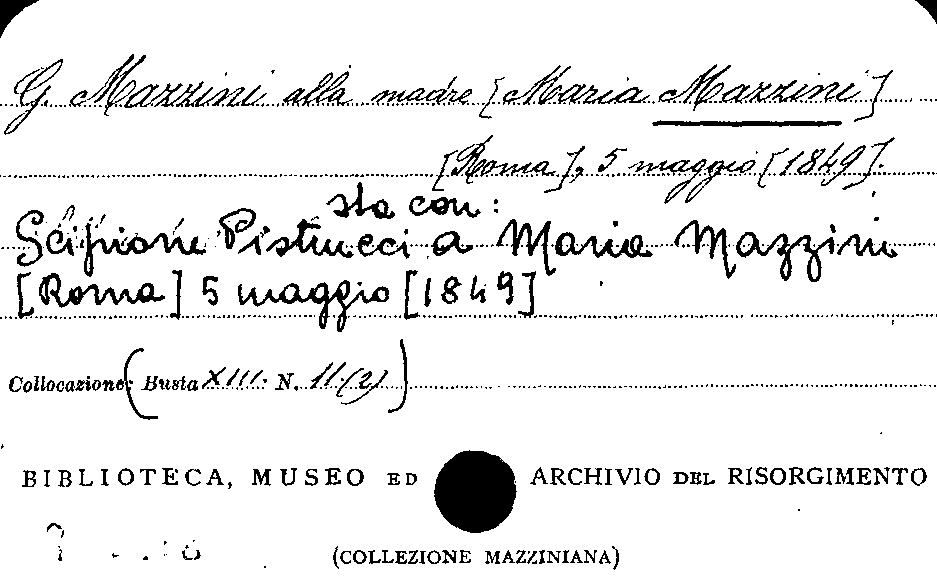 G. Mazzini alla madre [Maria Mazzini]
[Roma], 5 maggio [1849].
sta con:
Scipione Pistrucci a Maria Mazzini
[Roma] 5 maggio [1849]
Collocazione: (Busta XIII. N. 11.(2))
BIBLIOTECA, MUSEO ED ARCHIVIO DEL RISORGIMENTO
(COLLEZIONE MAZZINIANA)